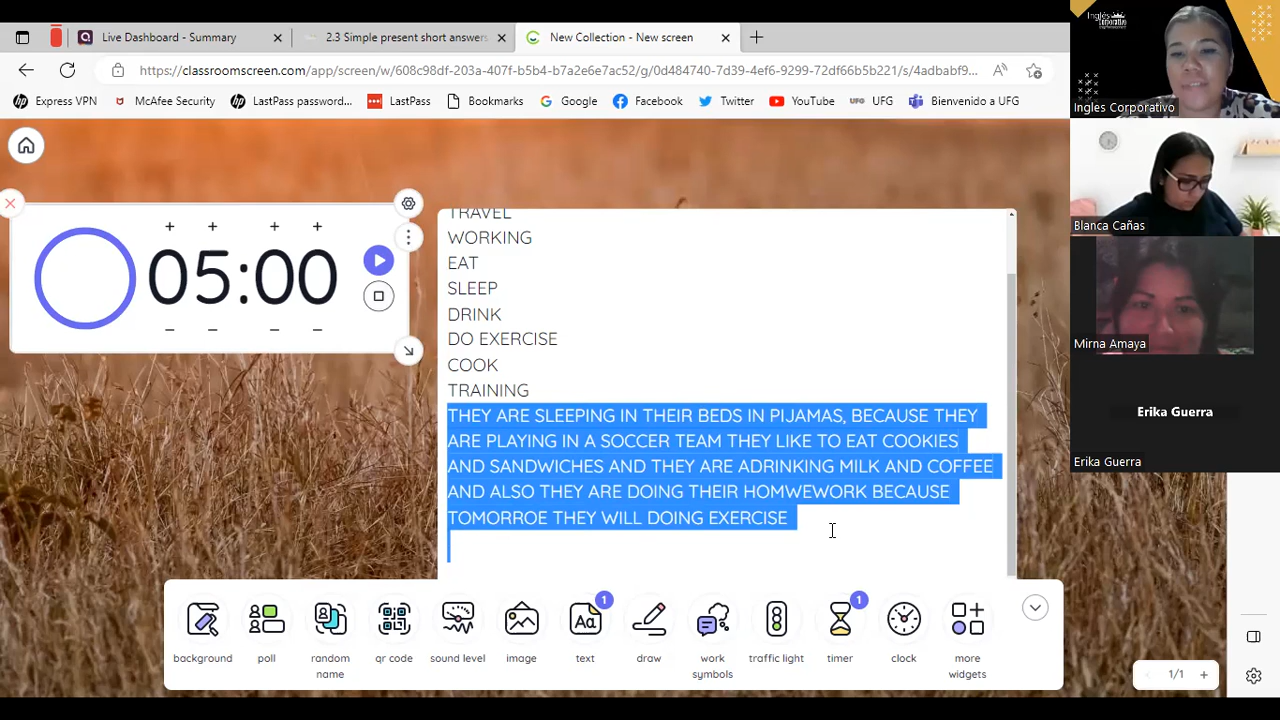 Live Dashboard - Summary
2.3 Simple present short answers
New Collection - New screen
https://classroomscreen.com/app/screen/w/608c98df-203a-407f-b5b4-b7a2e6e7ac52/g/0d484740-7d39-4ef6-9299-72df66b5b221/s/4adbabf9...
Express VPN
McAfee Security
LastPass password...
LastPass
Bookmarks
Google
Facebook
Twitter
YouTube
UFG
Bienvenido a UFG
05:00
TRAVEL
WORKING
EAT
SLEEP
DRINK
DO EXERCISE
COOK
TRAINING
THEY ARE SLEEPING IN THEIR BEDS IN PIJAMAS, BECAUSE THEY
ARE PLAYING IN A SOCCER TEAM THEY LIKE TO EAT COOKIES
AND SANDWICHES AND THEY ARE ADRINKING MILK AND COFFEE
AND ALSO THEY ARE DOING THEIR HOMWEWORK BECAUSE
TOMORROE THEY WILL DOING EXERCISE
background
poll
random
name
qr code
sound level
image
text
1
draw
work
symbols
traffic light
timer
1
clock
more
widgets
1/1
Inglés
Corporativo
Ingles Corporativo
Blanca Cañas
Mirna Amaya
Erika Guerra
Erika Guerra